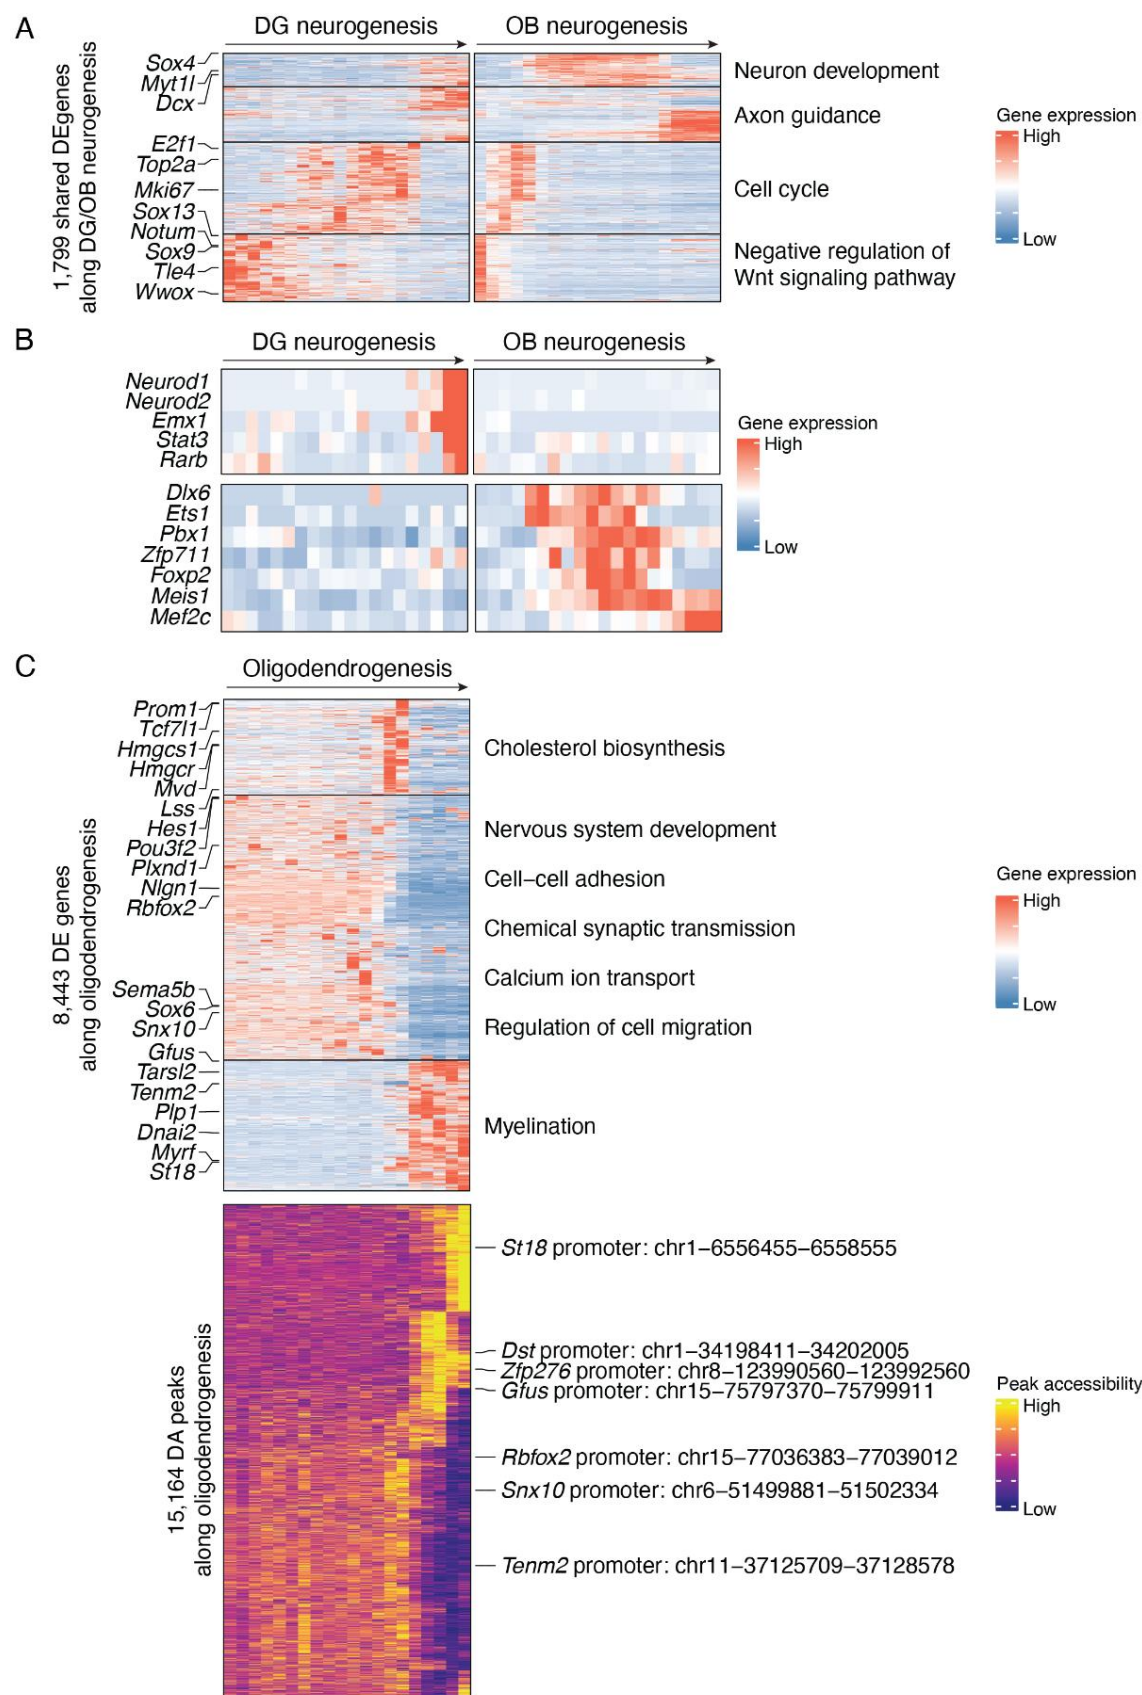 A
DG neurogenesis
OB neurogenesis
1,799 shared DEgenes
along DG/OB neurogenesis
Sox4
Myt1l
Dcx
E2f1
Top2a
Mki67
Sox13
Notum
Sox9
Tle4
Wwox
Neuron development
Axon guidance
Cell cycle
Negative regulation of
Wnt signaling pathway
Gene expression
High
Low
B
DG neurogenesis
OB neurogenesis
Neurod1
Neurod2
Emx1
Stat3
Rarb
Dlx6
Ets1
Pbx1
Zfp711
Foxp2
Meis1
Mef2c
Gene expression
High
Low
C
Oligodendrogenesis
8,443 DE genes
along oligodendrogenesis
Prom1
Tcf7l1
Hmgcs1
Hmgcr
Mvd
Lss
Hes1
Pou3f2
Plxnd1
Nlgn1
Rbfox2
Sema5b
Sox6
Snx10
Gfus
Tarsl2
Tenm2
Plp1
Dnai2
Myrf
St18
Cholesterol biosynthesis
Nervous system development
Cell–cell adhesion
Chemical synaptic transmission
Calcium ion transport
Regulation of cell migration
Myelination
Gene expression
High
Low
15,164 DA peaks
along oligodendrogenesis
St18 promoter: chr1–6556455–6558555
Dst promoter: chr1–34198411–34202005
Zfp276 promoter: chr8–123990560–123992560
Gfus promoter: chr15–75797370–75799911
Rbfox2 promoter: chr15–77036383–77039012
Snx10 promoter: chr6–51499881–51502334
Tenm2 promoter: chr11–37125709–37128578
Peak accessibility
High
Low